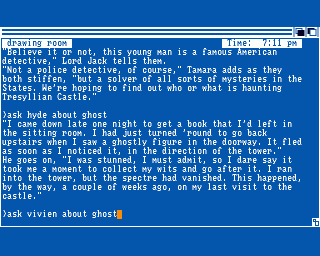 drawing room Time: 7:11 pm
"Believe it or not, this young man is a famous American
detective," Lord Jack tells them.
"Not a police detective, of course," Tamara adds as they
both stiffen, "but a solver of all sorts of mysteries in the
States. We're hoping to find out who or what is haunting
Tresyllian Castle."
)ask hyde about ghost
"I came down late one night to get a book that I'd left in
the sitting room. I had just turned 'round to go back
upstairs when I saw a ghostly figure in the doorway. It fled
as soon as I noticed it, in the direction of the tower."
He goes on, "I was stunned, I must admit, so I dare say it
took me a moment to collect my wits and go after it. I ran
into the tower, but the spectre had vanished. This happened,
by the way, a couple of weeks ago, on my last visit to the
castle."
)ask vivien about ghost